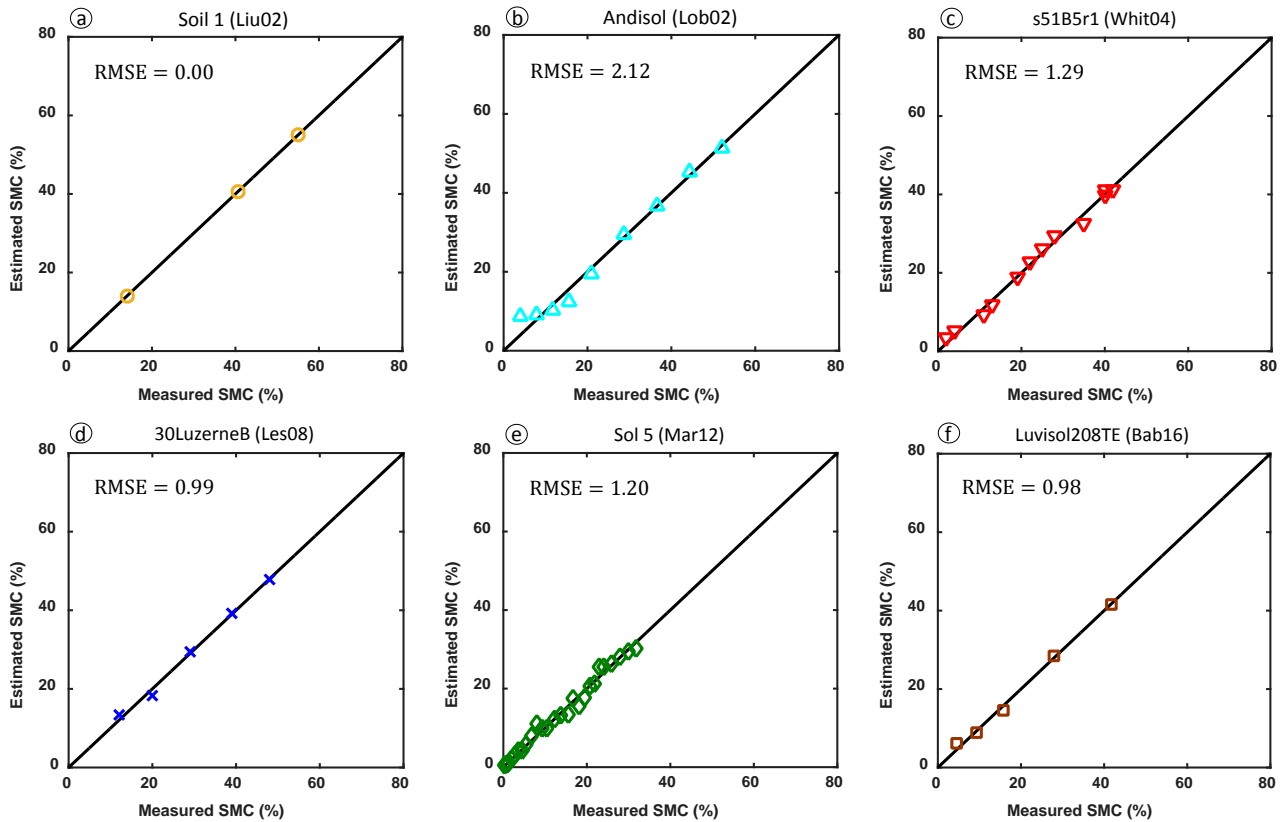 ⓐ Soil 1 (Liu02)
RMSE = 0.00
Estimated SMC (%)
80
60
40
20
0
0 20 40 60 80
Measured SMC (%)
ⓑ Andisol (Lob02)
RMSE = 2.12
Estimated SMC (%)
80
60
40
20
0
0 20 40 60 80
Measured SMC (%)
ⓒ s51B5r1 (Whit04)
RMSE = 1.29
Estimated SMC (%)
80
60
40
20
0
0 20 40 60 80
Measured SMC (%)
ⓓ 30LuzerneB (Les08)
RMSE = 0.99
Estimated SMC (%)
80
60
40
20
0
0 20 40 60 80
Measured SMC (%)
ⓔ Sol 5 (Mar12)
RMSE = 1.20
Estimated SMC (%)
80
60
40
20
0
0 20 40 60 80
Measured SMC (%)
ⓕ Luvisol208TE (Bab16)
RMSE = 0.98
Estimated SMC (%)
80
60
40
20
0
0 20 40 60 80
Measured SMC (%)